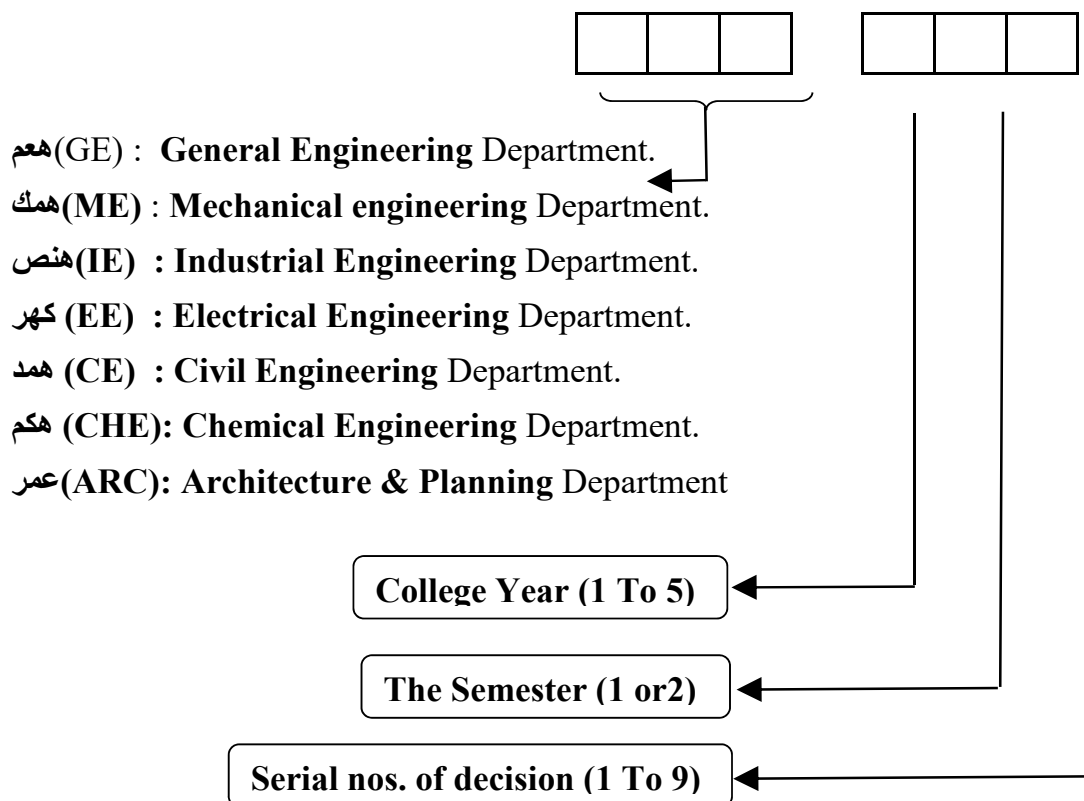 هعم(GE) : General Engineering Department.
همك(ME) : Mechanical engineering Department.
هنص(IE) : Industrial Engineering Department.
كهر (EE) : Electrical Engineering Department.
همد (CE) : Civil Engineering Department.
هكم (CHE): Chemical Engineering Department.
عمر(ARC): Architecture & Planning Department
College Year (1 To 5)
The Semester (1 or2)
Serial nos. of decision (1 To 9)